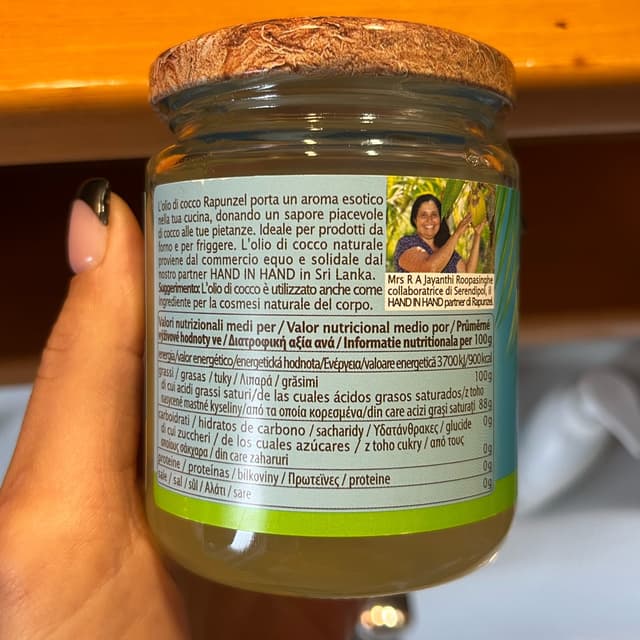 L'olio di cocco Rapunzel porta un aroma esotico
nella tua cucina, donando un sapore piacevole
di cocco alle tue pietanze. Ideale per prodotti da
forno e per friggere. L'olio di cocco naturale
proviene dal commercio equo e solidale dal
nostro partner HAND IN HAND in Sri Lanka.
Suggerimento: L'olio di cocco è utilizzato anche come
ingrediente per la cosmesi naturale del corpo.
Mrs R A Jayanthi Roopasinghe
collaboratrice di Serendipol, il
HAND IN HAND partner di Rapunzel.
Valori nutrizionali medi per / Valor nutricional medio por / Průměrné
výživové hodnoty ve / Διατροφική αξία ανά / Informatie nutritionala per 100g
energia/valor energético/energetická hodnota/Ενέργεια/valoare energetică 3700 kJ/900kcal
grassi / grasas / tuky / Λιπαρά / grăsimi 100g
di cui acidi grassi saturi/de las cuales ácidos grasos saturados/z toho
nasycené mastné kyseliny/από τα οποία κορεσμένα/din care acizi grași saturați 88g
carboidrati / hidratos de carbono / sacharidy / Υδατάνθρακες / glucide 0g
di cui zuccheri / de los cuales azúcares / z toho cukry / από τους
οποίους σάκχαρα / din care zaharuri 0g
proteine / proteínas / bílkoviny / Πρωτεΐνες / proteine 0g
sale / sal / sůl / Αλάτι / sare 0g